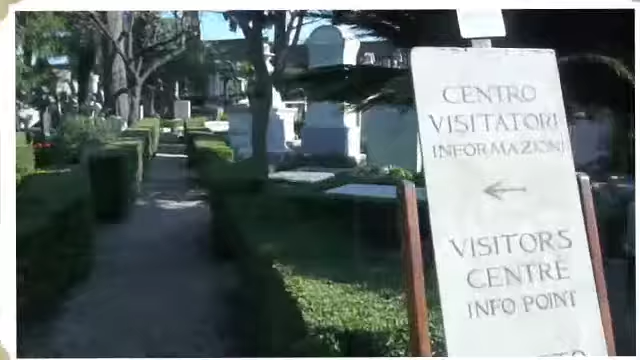 CENTRO
VISITATORI
INFORMAZIONI
VISITORS
CENTRE
INFO POINT